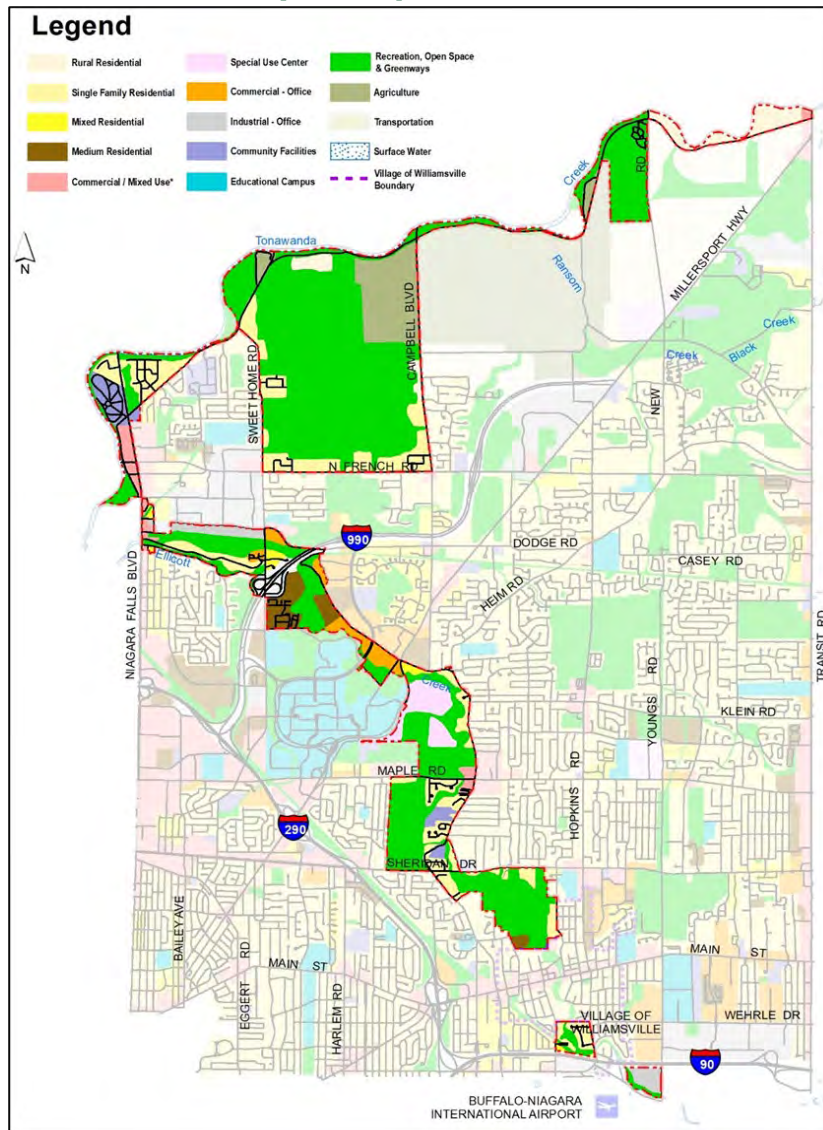 Legend
Rural Residential
Single Family Residential
Mixed Residential
Medium Residential
Commercial / Mixed Use*
Special Use Center
Commercial - Office
Industrial - Office
Community Facilities
Educational Campus
Recreation, Open Space
& Greenways
Agriculture
Transportation
Surface Water
Village of Williamsville
Boundary
N
Tonawanda
Creek
RD
MILLERSPORT HWY
Ransom
Creek
Black
Creek
SWEET HOME RD
CAMPBELL BLVD
NEW
N FRENCH RD
990
DODGE RD
CASEY RD
HEIM RD
Ellicott
NIAGARA FALLS BLVD
TRANSIT RD
YOUNGS
RD
KLEIN RD
Creek
MAPLE RD
HOPKINS
RD
290
SHERIDAN DR
BAILEY AVE
EGGERT RD
MAIN ST
HARLEM RD
MAIN ST
VILLAGE OF
WILLIAMSVILLE
WEHRLE DR
90
BUFFALO-NIAGARA
INTERNATIONAL AIRPORT